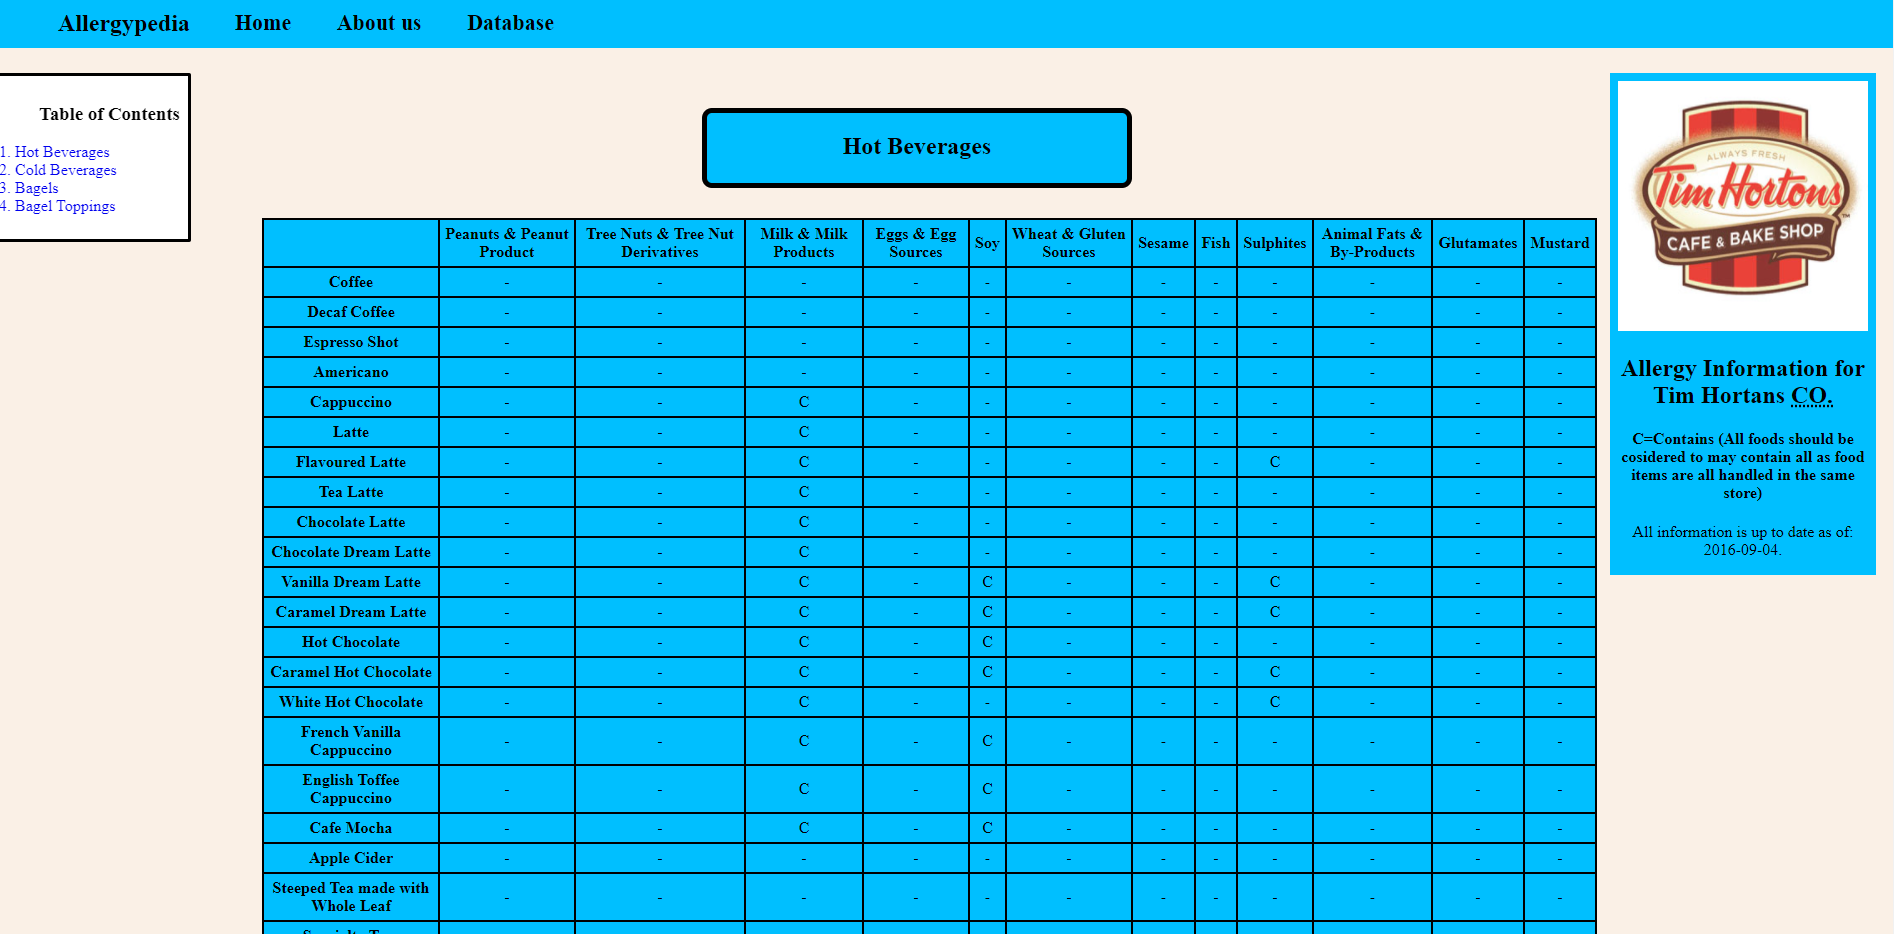 Allergypedia Home About us Database
Table of Contents
1. Hot Beverages
2. Cold Beverages
3. Bagels
4. Bagel Toppings
Hot Beverages
Peanuts & Peanut Product Tree Nuts & Tree Nut Derivatives Milk & Milk Products Eggs & Egg Sources Soy Wheat & Gluten Sources Sesame Fish Sulphites Animal Fats & By-Products Glutamates Mustard
Coffee - - - - - - - - - - - -
Decaf Coffee - - - - - - - - - - - -
Espresso Shot - - - - - - - - - - - -
Americano - - - - - - - - - - - -
Cappuccino - - C - - - - - - - - -
Latte - - C - - - - - - - - -
Flavoured Latte - - C - - - - - C - - -
Tea Latte - - C - - - - - - - - -
Chocolate Latte - - C - - - - - - - - -
Chocolate Dream Latte - - C - - - - - - - - -
Vanilla Dream Latte - - C - C - - - C - - -
Caramel Dream Latte - - C - C - - - C - - -
Hot Chocolate - - C - C - - - - - - -
Caramel Hot Chocolate - - C - C - - - C - - -
White Hot Chocolate - - C - - - - - C - - -
French Vanilla Cappuccino - - C - C - - - - - - -
English Toffee Cappuccino - - C - C - - - - - - -
Cafe Mocha - - C - C - - - - - - -
Apple Cider - - - - - - - - - - - -
Steeped Tea made with Whole Leaf - - - - - - - - - - - -
ALWAYS FRESH
Tim Hortons
TM
CAFE & BAKE SHOP
Allergy Information for
Tim Hortans CO.
C=Contains (All foods should be
cosidered to may contain all as food
items are all handled in the same
store)
All information is up to date as of:
2016-09-04.